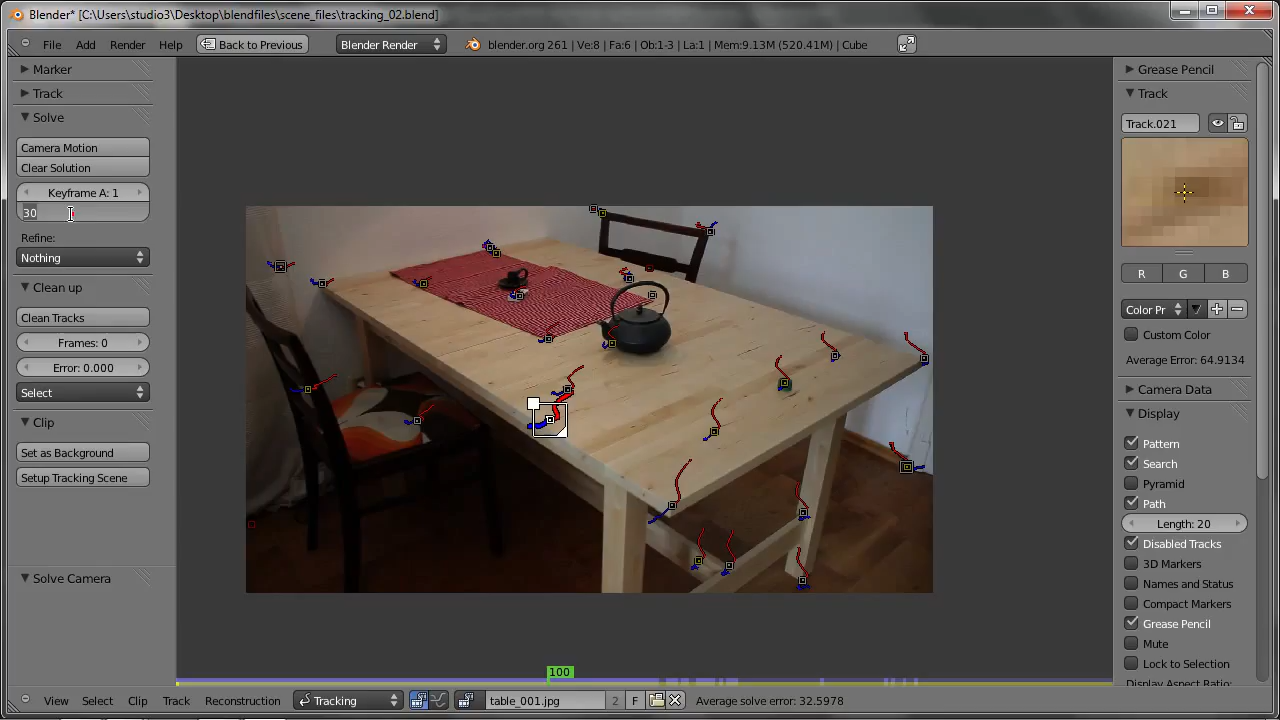 Blender* [C:\Users\studio3\Desktop\blendfiles\scene_files\tracking_02.blend]
File Add Render Help Back to Previous Blender Render blender.org 261 | Ve:8 | Fa:6 | Ob:1-3 | La:1 | Mem:9.13M (520.41M) | Cube
Marker
Track
Solve
Camera Motion
Clear Solution
Keyframe A: 1
30
Refine:
Nothing
Clean up
Clean Tracks
Frames: 0
Error: 0.000
Select
Clip
Set as Background
Setup Tracking Scene
Solve Camera
100
Grease Pencil
Track
Track.021
R G B
Color Pr
Custom Color
Average Error: 64.9134
Camera Data
Display
Pattern
Search
Pyramid
Path
Length: 20
Disabled Tracks
3D Markers
Names and Status
Compact Markers
Grease Pencil
Mute
Lock to Selection
Display Aspect Ratio:
View Select Clip Track Reconstruction Tracking table_001.jpg 2 F Average solve error: 32.5978